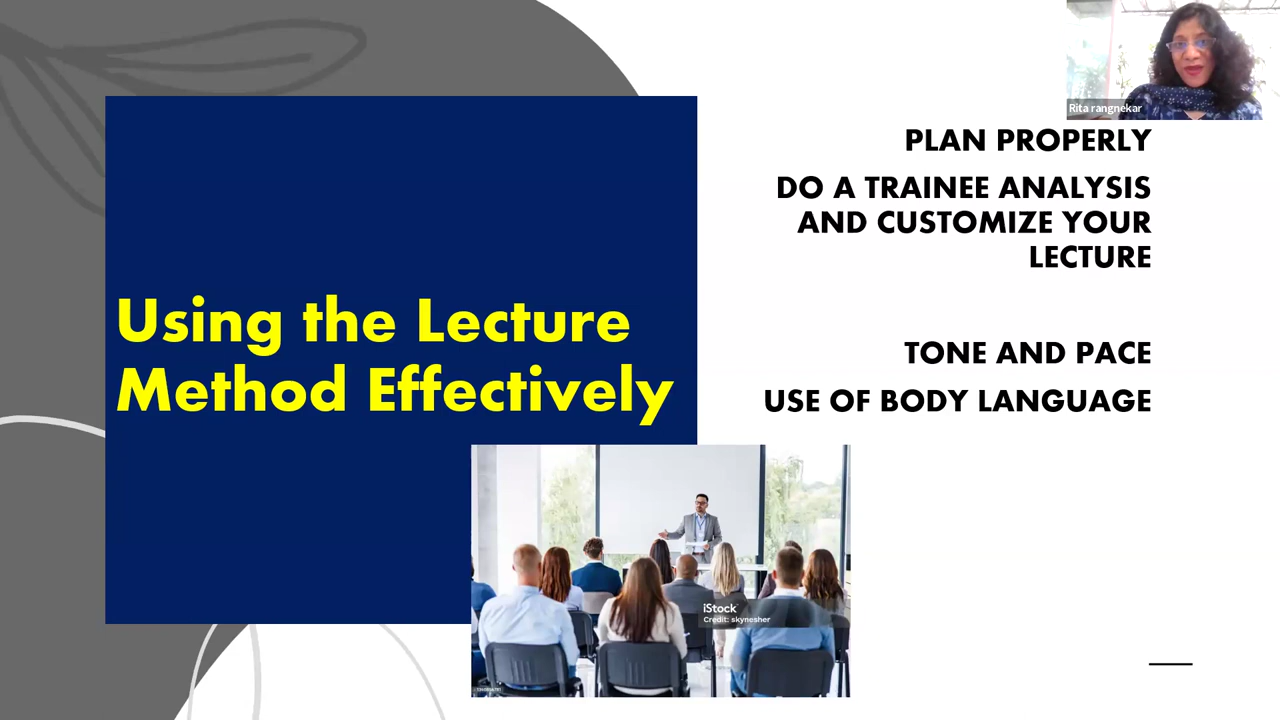 Rita rangnekar
PLAN PROPERLY
DO A TRAINEE ANALYSIS
AND CUSTOMIZE YOUR
LECTURE
TONE AND PACE
USE OF BODY LANGUAGE
Using the Lecture
Method Effectively
iStock
Credit: skynesher